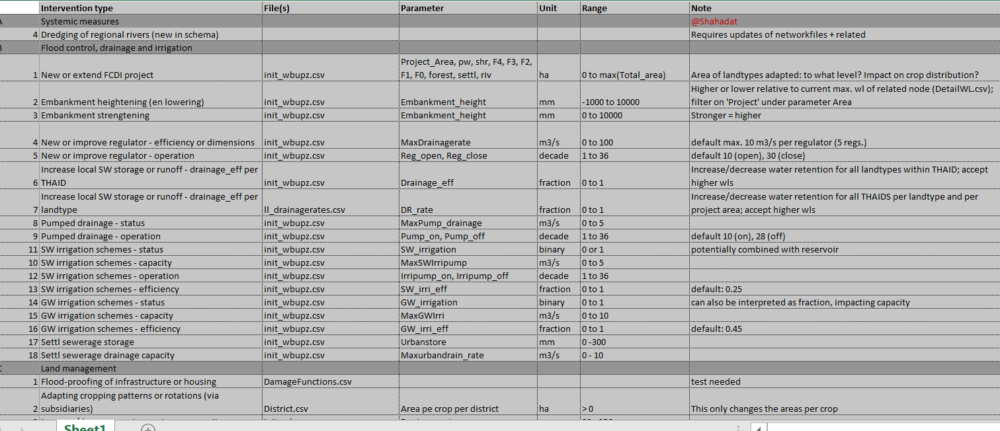 Intervention type File(s) Parameter Unit Range Note
A Systemic measures @Shahadat
4 Dredging of regional rivers (new in schema) Requires updates of networkfiles + related
B Flood control, drainage and irrigation
Project_Area, pw, shr, F4, F3, F2,
1 New or extend FCDI project init_wbupz.csv F1, F0, forest, settl, riv ha 0 to max(Total_area) Area of landtypes adapted: to what level? Impact on crop distribution?
Higher or lower relative to current max. wl of related node (DetailWL.csv);
2 Embankment heightening (en lowering) init_wbupz.csv Embankment_height mm -1000 to 10000 filter on 'Project' under parameter Area
3 Embankment strengtening init_wbupz.csv Embankment_height mm 0 to 10000 Stronger = higher
4 New or improve regulator - efficiency or dimensions init_wbupz.csv MaxDrainagerate m3/s 0 to 100 default max. 10 m3/s per regulator (5 regs.)
5 New or improve regulator - operation init_wbupz.csv Reg_open, Reg_close decade 1 to 36 default 10 (open), 30 (close)
Increase local SW storage or runoff - drainage_eff per Increase/decrease water retention for all landtypes within THAID; accept
6 THAID init_wbupz.csv Drainage_eff fraction 0 to 1 higher wls
Increase local SW storage or runoff - drainage_eff per Increase/decrease water retention for all THAIDS per landtype and per
7 landtype ll_drainagerates.csv DR_rate fraction 0 to 1 project area; accept higher wls
8 Pumped drainage - status init_wbupz.csv MaxPump_drainage m3/s 0 to 5
9 Pumped drainage - operation init_wbupz.csv Pump_on, Pump_off decade 1 to 36 default 10 (on), 28 (off)
11 SW irrigation schemes - status init_wbupz.csv SW_irrigation binary 0 or 1 potentially combined with reservoir
10 SW irrigation schemes - capacity init_wbupz.csv MaxSWIrripump m3/s 0 to 5
12 SW irrigation schemes - operation init_wbupz.csv Irripump_on, Irripump_off decade 1 to 36
13 SW irrigation schemes - efficiency init_wbupz.csv SW_irri_eff fraction 0 to 1 default: 0.25
14 GW irrigation schemes - status init_wbupz.csv GW_irrigation binary 0 to 1 can also be interpreted as fraction, impacting capacity
15 GW irrigation schemes - capacity init_wbupz.csv MaxGWIrri m3/s 0 to 10
16 GW irrigation schemes - efficiency init_wbupz.csv GW_irri_eff fraction 0 to 1 default: 0.45
17 Settl sewerage storage init_wbupz.csv Urbanstore mm 0 -300
18 Settl sewerage drainage capacity init_wbupz.csv Maxurbandrain_rate m3/s 0 - 10
C Land management
1 Flood-proofing of infrastructure or housing DamageFunctions.csv test needed
Adapting cropping patterns or rotations (via
2 subsidiaries) District.csv Area pe crop per district ha > 0 This only changes the areas per crop
Sheet1